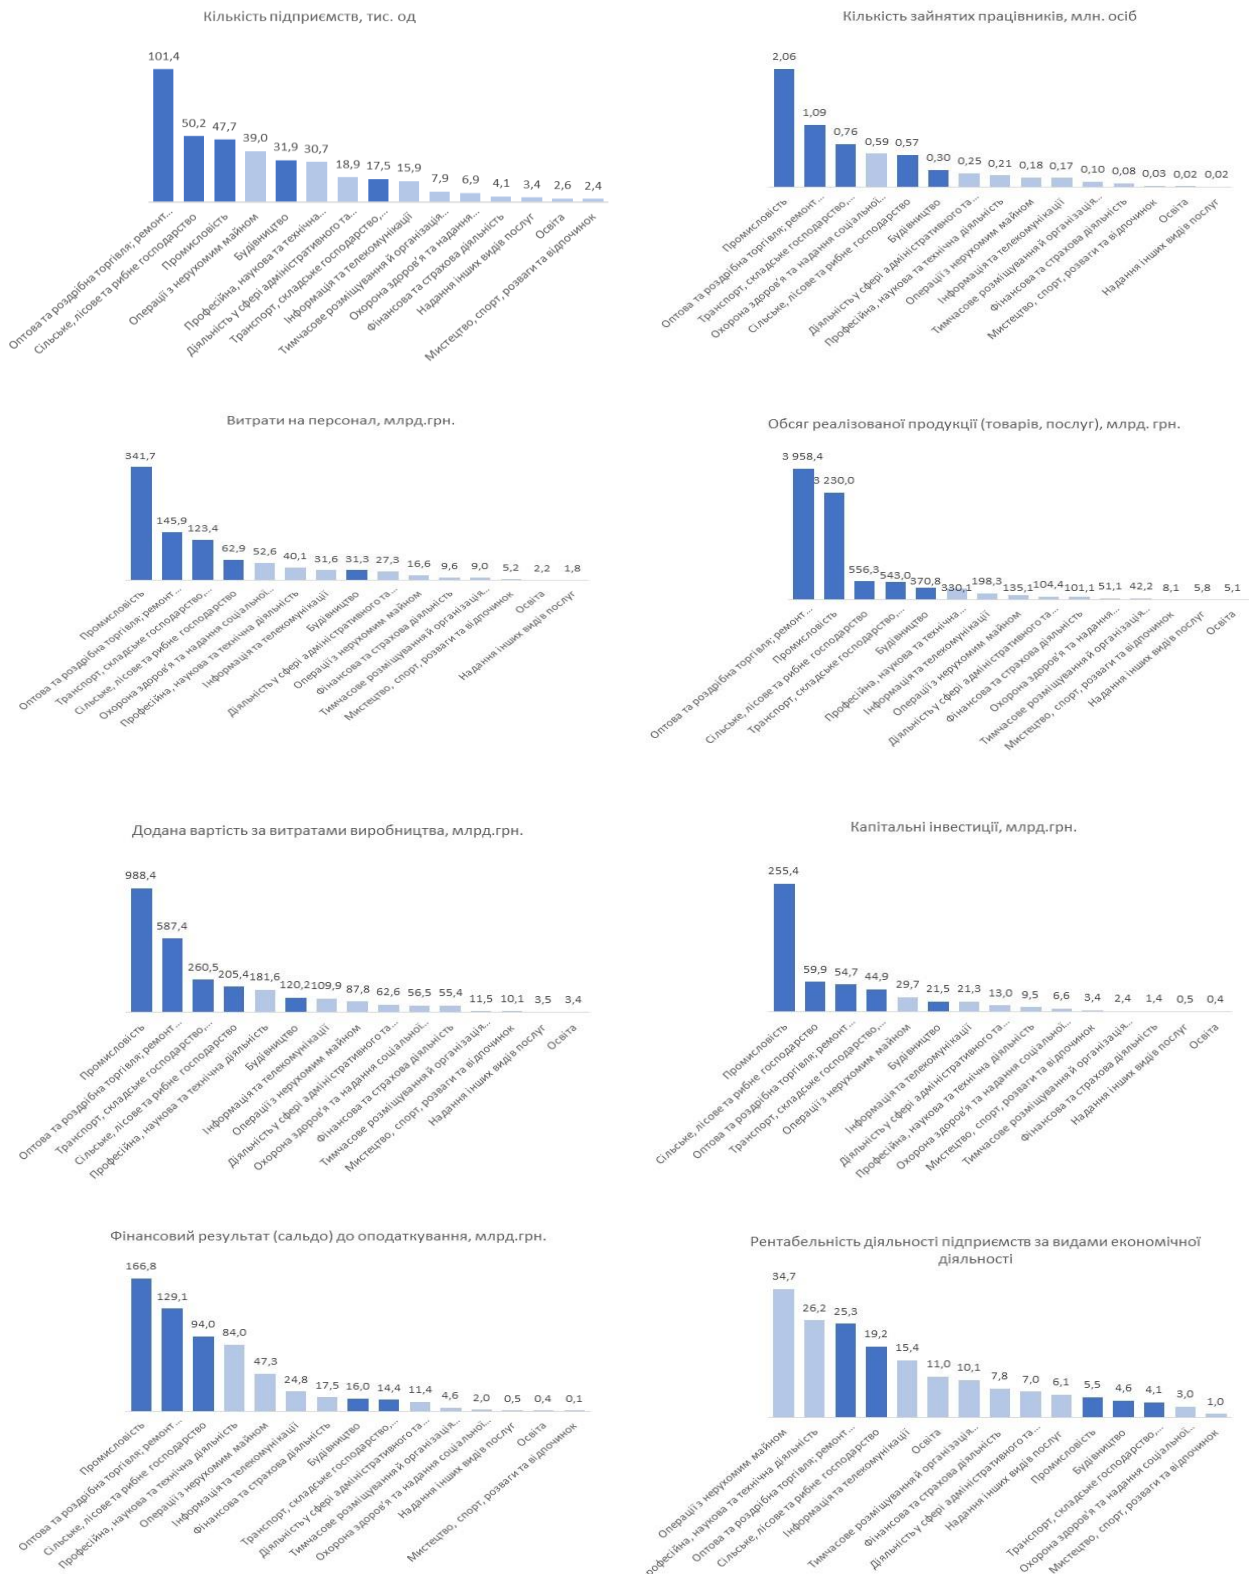 Кількість підприємств, тис. од
101,4
50,2
47,7
39,0
31,9
30,7
18,9
17,5
15,9
7,9
6,9
4,1
3,4
2,6
2,4
Оптова та роздрібна торгівля; ремонт…
Сільське, лісове та рибне господарство
Промисловість
Операції з нерухомим майном
Будівництво
Професійна, наукова та технічна…
Діяльність у сфері адміністративного та…
Транспорт, складське господарство,…
Інформація та телекомунікації
Тимчасове розміщування й організація…
Охорона здоров'я та надання…
Фінансова та страхова діяльність
Надання інших видів послуг
Освіта
Мистецтво, спорт, розваги та відпочинок
Кількість зайнятих працівників, млн. осіб
2,06
1,09
0,76
0,59
0,57
0,30
0,25
0,21
0,18
0,17
0,10
0,08
0,03
0,02
0,02
Промисловість
Оптова та роздрібна торгівля; ремонт…
Транспорт, складське господарство,…
Охорона здоров'я та надання соціальної…
Сільське, лісове та рибне господарство
Будівництво
Діяльність у сфері адміністративного та…
Професійна, наукова та технічна діяльність
Операції з нерухомим майном
Інформація та телекомунікації
Тимчасове розміщування й організація…
Фінансова та страхова діяльність
Мистецтво, спорт, розваги та відпочинок
Освіта
Надання інших видів послуг
Витрати на персонал, млрд.грн.
341,7
145,9
123,4
62,9
52,6
40,1
31,6
31,3
27,3
16,6
9,6
9,0
5,2
2,2
1,8
Промисловість
Оптова та роздрібна торгівля; ремонт…
Транспорт, складське господарство,…
Сільське, лісове та рибне господарство
Охорона здоров'я та надання соціальної…
Професійна, наукова та технічна діяльність
Інформація та телекомунікації
Будівництво
Діяльність у сфері адміністративного та…
Операції з нерухомим майном
Фінансова та страхова діяльність
Тимчасове розміщування й організація…
Мистецтво, спорт, розваги та відпочинок
Освіта
Надання інших видів послуг
Обсяг реалізованої продукції (товарів, послуг), млрд. грн.
3 958,4
3 230,0
556,3
543,0
370,8
330,1
198,3
135,1
104,4
101,1
51,1
42,2
8,1
5,8
5,1
Оптова та роздрібна торгівля; ремонт…
Промисловість
Сільське, лісове та рибне господарство
Транспорт, складське господарство,…
Будівництво
Професійна, наукова та технічна…
Інформація та телекомунікації
Операції з нерухомим майном
Діяльність у сфері адміністративного та…
Фінансова та страхова діяльність
Охорона здоров'я та надання…
Тимчасове розміщування й організація…
Мистецтво, спорт, розваги та відпочинок
Надання інших видів послуг
Освіта
Додана вартість за витратами виробництва, млрд.грн.
988,4
587,4
260,5
205,4
181,6
120,2
109,9
87,8
62,6
56,5
55,4
11,5
10,1
3,5
3,4
Промисловість
Оптова та роздрібна торгівля; ремонт…
Транспорт, складське господарство,…
Сільське, лісове та рибне господарство
Професійна, наукова та технічна діяльність
Будівництво
Інформація та телекомунікації
Операції з нерухомим майном
Діяльність у сфері адміністративного та…
Охорона здоров'я та надання соціальної…
Фінансова та страхова діяльність
Тимчасове розміщування й організація…
Мистецтво, спорт, розваги та відпочинок
Надання інших видів послуг
Освіта
Капітальні інвестиції, млрд.грн.
255,4
59,9
54,7
44,9
29,7
21,5
21,3
13,0
9,5
6,6
3,4
2,4
1,4
0,5
0,4
Промисловість
Сільське, лісове та рибне господарство
Оптова та роздрібна торгівля; ремонт…
Транспорт, складське господарство,…
Операції з нерухомим майном
Будівництво
Інформація та телекомунікації
Діяльність у сфері адміністративного та…
Професійна, наукова та технічна діяльність
Охорона здоров'я та надання соціальної…
Мистецтво, спорт, розваги та відпочинок
Тимчасове розміщування й організація…
Фінансова та страхова діяльність
Надання інших видів послуг
Освіта
Фінансовий результат (сальдо) до оподаткування, млрд.грн.
166,8
129,1
94,0
84,0
47,3
24,8
17,5
16,0
14,4
11,4
4,6
2,0
0,5
0,4
0,1
Промисловість
Оптова та роздрібна торгівля; ремонт…
Сільське, лісове та рибне господарство
Професійна, наукова та технічна діяльність
Операції з нерухомим майном
Інформація та телекомунікації
Фінансова та страхова діяльність
Будівництво
Транспорт, складське господарство,…
Діяльність у сфері адміністративного та…
Тимчасове розміщування й організація…
Охорона здоров'я та надання соціальної…
Надання інших видів послуг
Освіта
Мистецтво, спорт, розваги та відпочинок
Рентабельність діяльності підприємств за видами економічної
діяльності
34,7
26,2
25,3
19,2
15,4
11,0
10,1
7,8
7,0
6,1
5,5
4,6
4,1
3,0
1,0
Операції з нерухомим майном
рофесійна, наукова та технічна діяльність
Оптова та роздрібна торгівля; ремонт…
Сільське, лісове та рибне господарство
Інформація та телекомунікації
Освіта
Тимчасове розміщування й організація…
Фінансова та страхова діяльність
Діяльність у сфері адміністративного та…
Надання інших видів послуг
Промисловість
Будівництво
Транспорт, складське господарство,…
Охорона здоров'я та надання соціальної…
Мистецтво, спорт, розваги та відпочинок